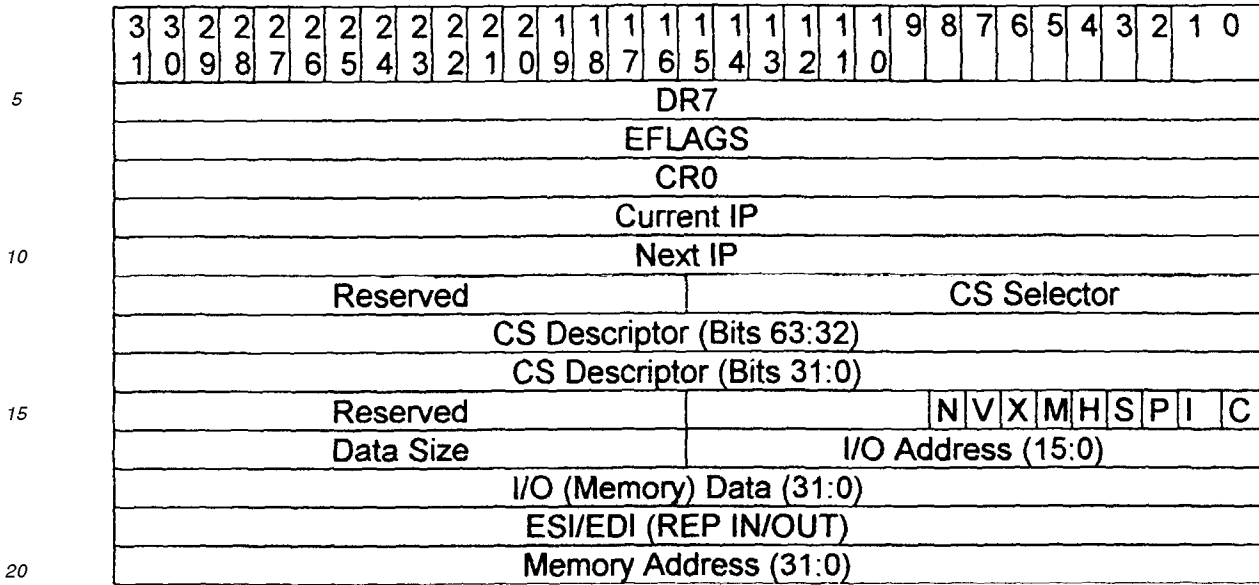 3 3 2 2 2 2 2 2 2 2 2 2 1 1 1 1 1 1 1 1 1 1 9 8 7 6 5 4 3 2 1 0
1 0 9 8 7 6 5 4 3 2 1 0 9 8 7 6 5 4 3 2 1 0
5 DR7
EFLAGS
CR0
Current IP
10 Next IP
Reserved CS Selector
CS Descriptor (Bits 63:32)
CS Descriptor (Bits 31:0)
15 Reserved N V X M H S P I C
Data Size I/O Address (15:0)
I/O (Memory) Data (31:0)
ESI/EDI (REP IN/OUT)
20 Memory Address (31:0)